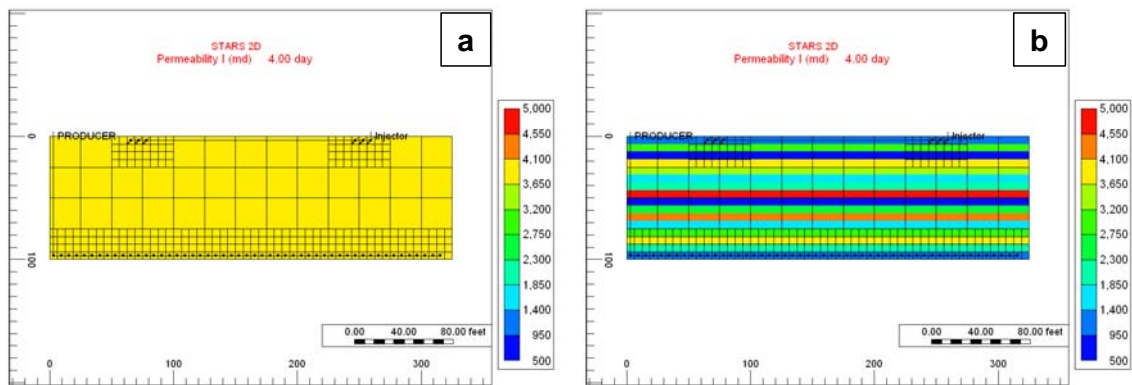 a
STARS 2D
Permeability I (md) 4.00 day
PRODUCER
Injector
0
100
5,000
4,550
4,100
3,650
3,200
2,300
1,850
1,400
950
500
0.00 40.00 80.00 feet
0 100 200 300
b
STARS 2D
Permeability I (md) 4.00 day
PRODUCER
Injector
0
100
5,000
4,550
4,100
3,650
3,200
2,300
1,850
1,400
950
500
0.00 40.00 80.00 feet
0 100 200 300